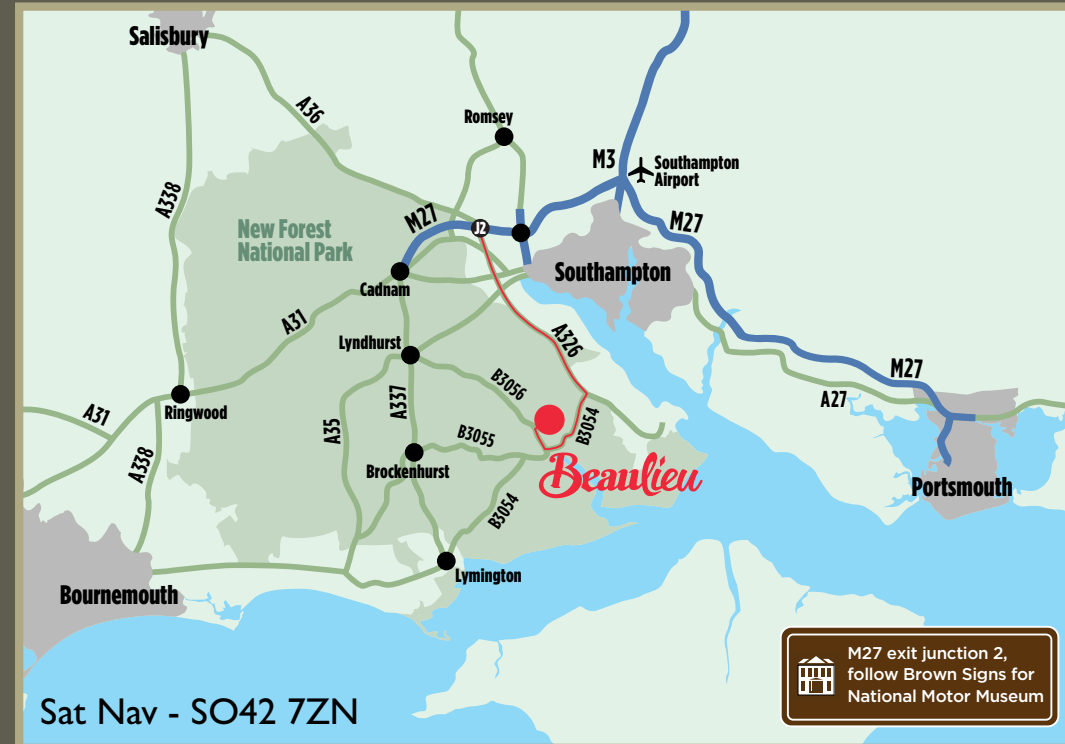 Salisbury
A36
Romsey
M3
Southampton
Airport
A338
M27
J2
M27
New Forest
National Park
Southampton
Cadnam
A31
A326
Lyndhurst
B3056
M27
A337
A27
A31
Ringwood
A35
B3054
B3055
A338
Brockenhurst
Beaulieu
Portsmouth
B3054
Lymington
Bournemouth
M27 exit junction 2,
follow Brown Signs for
National Motor Museum
Sat Nav - SO42 7ZN